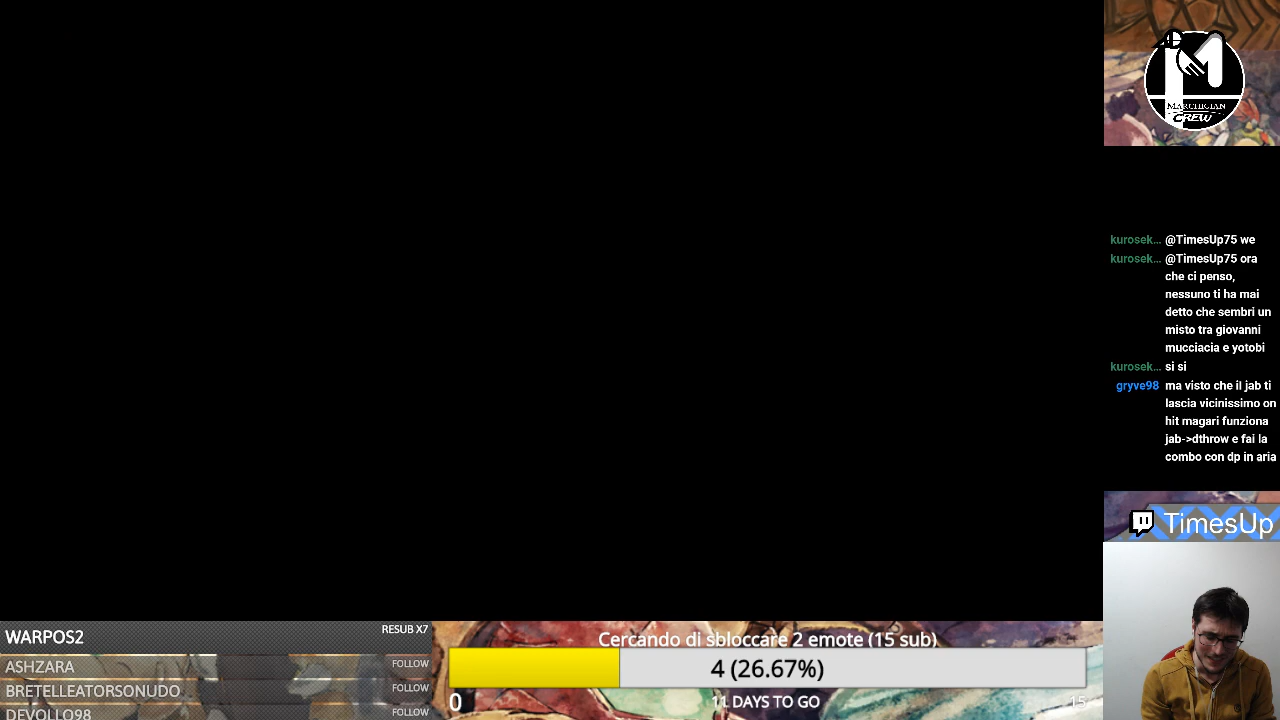 MARCHIGIAN
CREW
kurosek... @TimesUp75 we
kurosek... @TimesUp75 ora
che ci penso,
nessuno ti ha mai
detto che sembri un
misto tra giovanni
mucciacia e yotobi
kurosek... sì si
gryve98 ma visto che il jab ti
lascia vicinissimo on
hit magari funziona
jab->dthrow e fai la
combo con dp in aria
TimesUp
WARPOS2 RESUB X7
ASHZARA FOLLOW
BRETELLEATORSONUDO FOLLOW
DEVOLLO98 FOLLOW
Cercando di sbloccare 2 emote (15 sub)
4 (26.67%)
0 11 DAYS TO GO 15